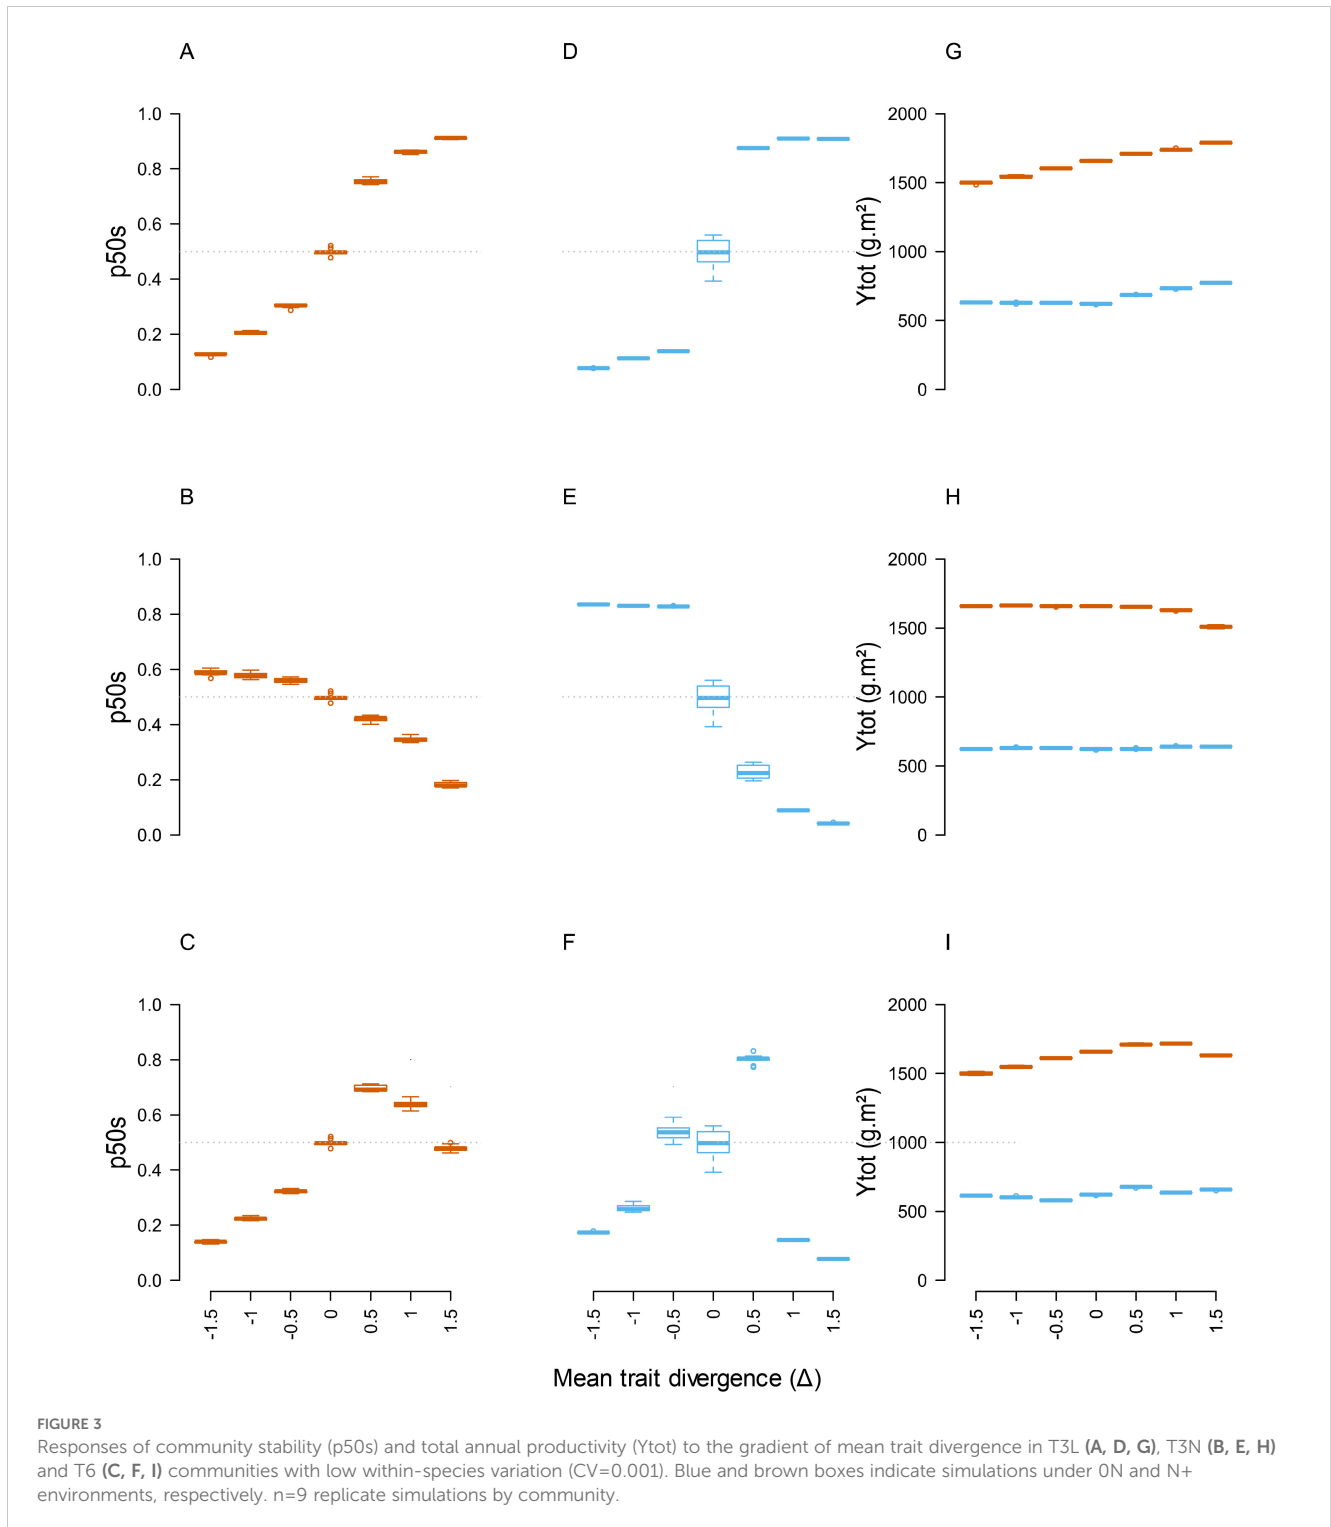 A
D
G
1.0
0.8
0.6
0.4
0.2
0.0
p50s
2000
1500
1000
500
0
Ytot (g.m²)
B
E
H
1.0
0.8
0.6
0.4
0.2
0.0
p50s
2000
1500
1000
500
0
Ytot (g.m²)
C
F
I
1.0
0.8
0.6
0.4
0.2
0.0
p50s
2000
1500
1000
500
0
Ytot (g.m²)
-1.5 -1 -0.5 0 0.5 1 1.5
-1.5 -1 -0.5 0 0.5 1 1.5
-1.5 -1 -0.5 0 0.5 1 1.5
Mean trait divergence (Δ)
FIGURE 3
Responses of community stability (p50s) and total annual productivity (Ytot) to the gradient of mean trait divergence in T3L (A, D, G), T3N (B, E, H)
and T6 (C, F, I) communities with low within-species variation (CV=0.001). Blue and brown boxes indicate simulations under 0N and N+
environments, respectively. n=9 replicate simulations by community.